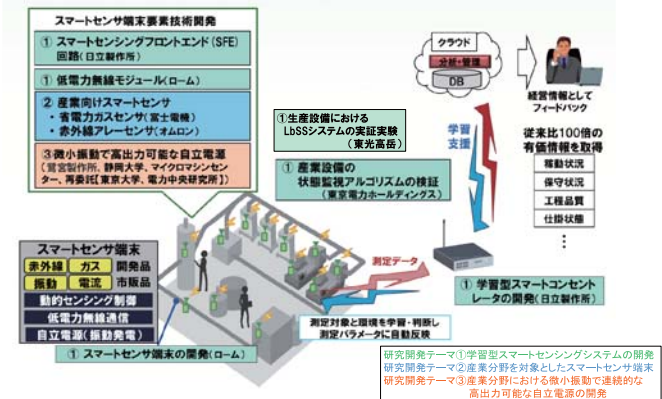 スマートセンサ端末要素技術開発
① スマートセンシングフロントエンド(SFE)
回路(日立製作所)
① 低電力無線モジュール(ローム)
② 産業向けスマートセンサ
・省電力ガスセンサ(富士電機)
・赤外線アレーセンサ(オムロン)
③微小振動で高出力可能な自立電源
(鷺宮製作所、静岡大学、マイクロマシンセン
ター、再委託【東京大学、電力中央研究所】)
①生産設備における
LbSSシステムの実証実験
(東光高岳)
① 産業設備の
状態監視アルゴリズムの検証
(東京電力ホールディングス)
クラウド
分析・管理
DB
学習
支援
経営情報として
フィードバック
従来比100倍の
有価情報を取得
稼動状況
保守状況
工程品質
仕掛状態
⋮
スマートセンサ端末
赤外線 ガス 開発品
振動 電流 市販品
動的センシング制御
低電力無線通信
自立電源(振動発電)
① スマートセンサ端末の開発(ローム)
測定データ
測定対象と環境を学習・判断し
測定パラメータに自動反映
① 学習型スマートコンセント
レータの開発(日立製作所)
研究開発テーマ①学習型スマートセンシングシステムの開発
研究開発テーマ②産業分野を対象としたスマートセンサ端末
研究開発テーマ③産業分野における微小振動で連続的な
高出力可能な自立電源の開発